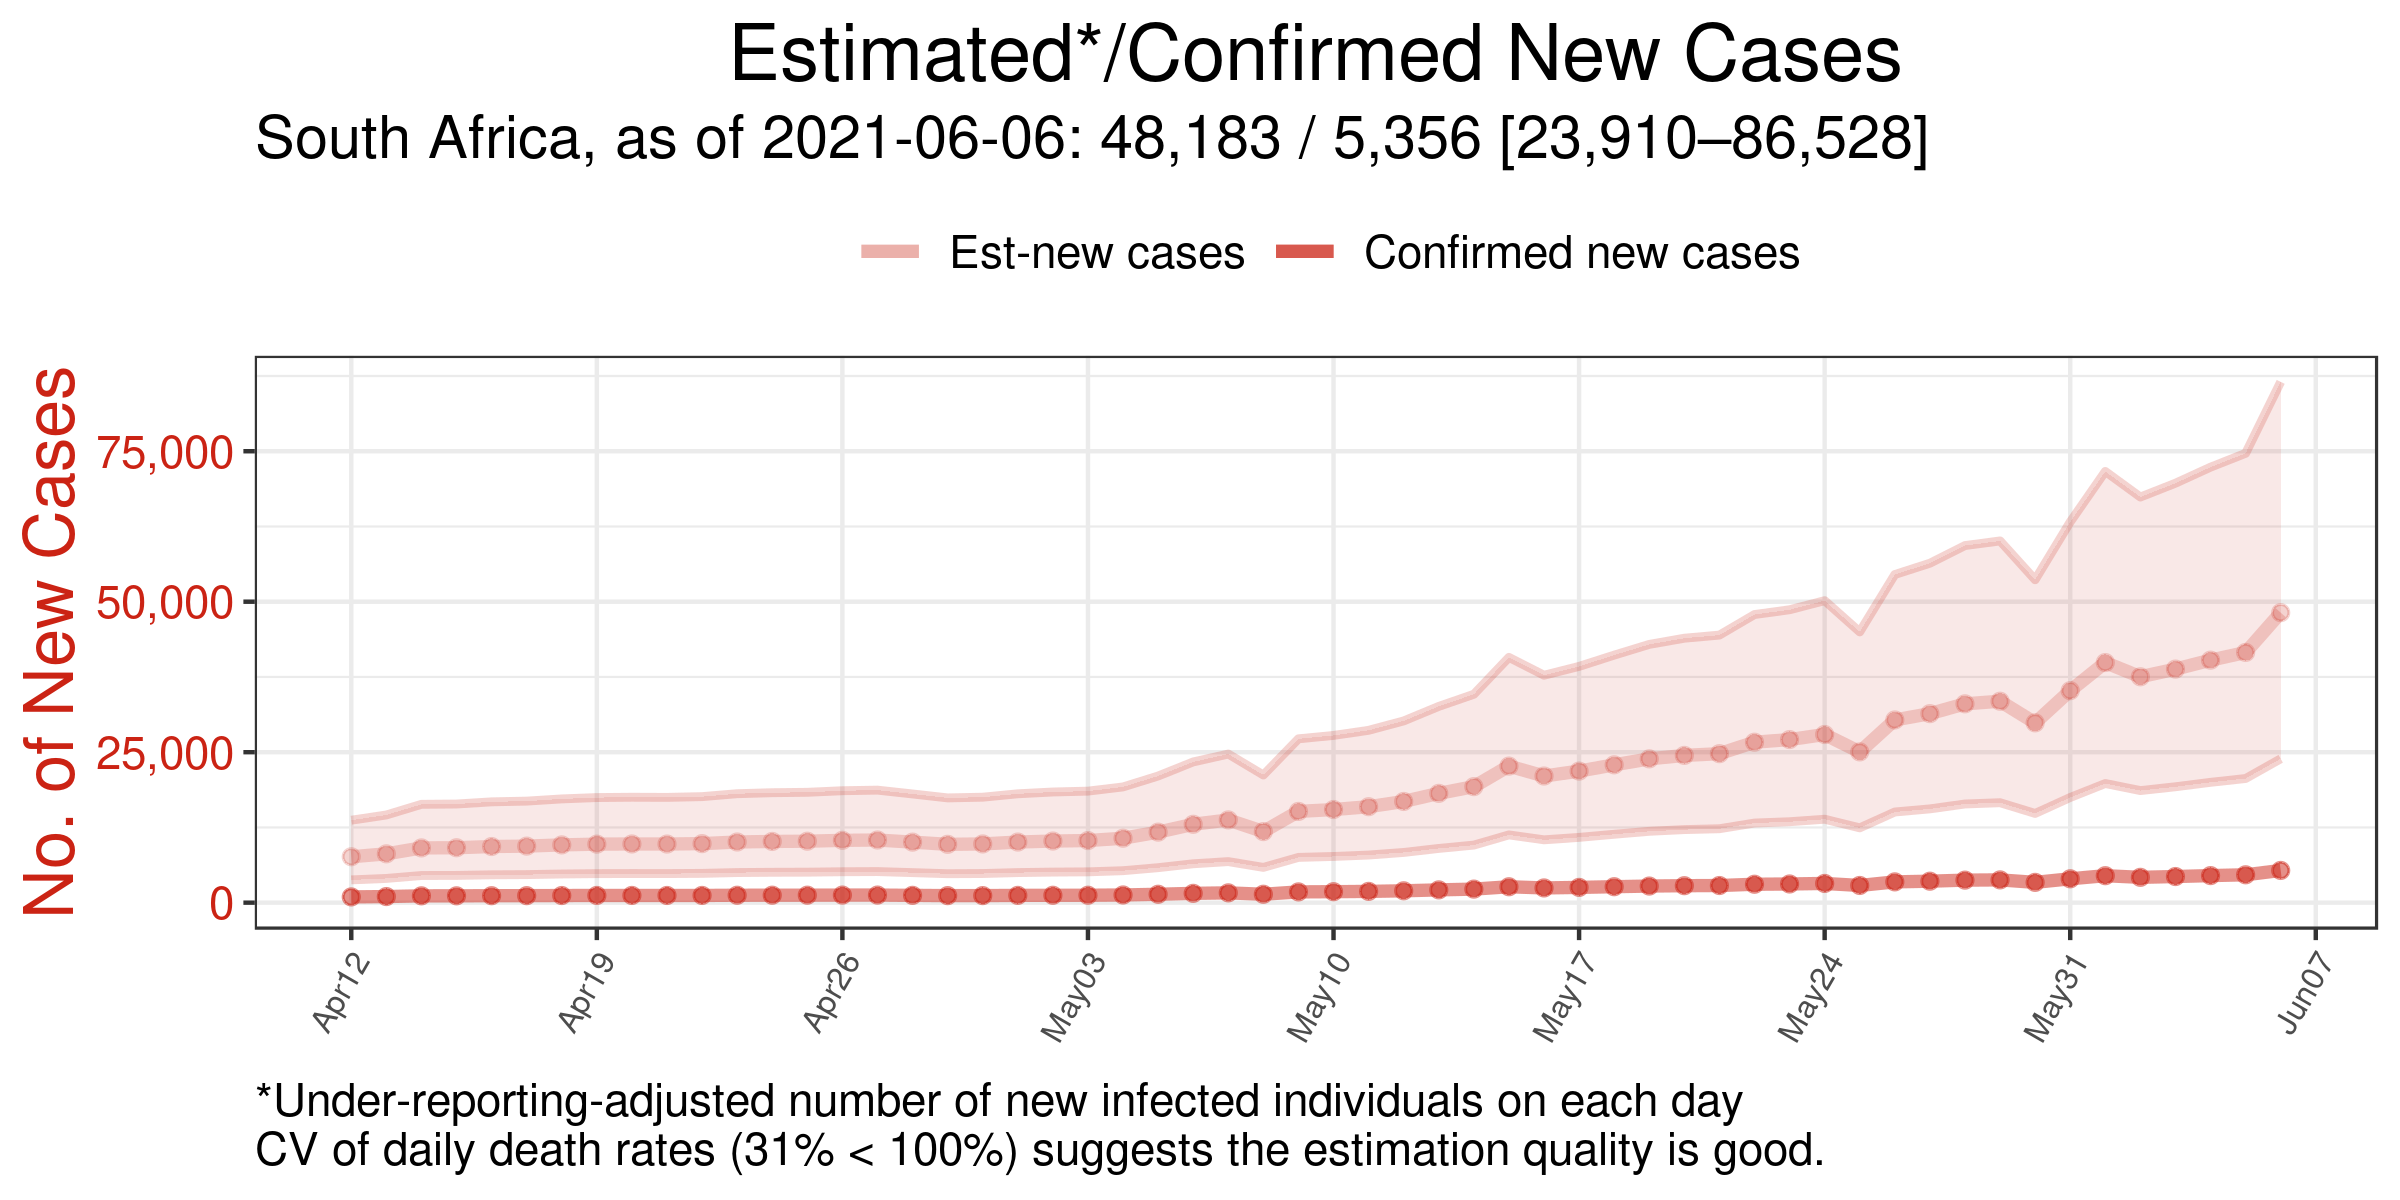 Estimated*/Confirmed New Cases
South Africa, as of 2021-06-06: 48,183 / 5,356 [23,910–86,528]
Est-new cases
Confirmed new cases
No. of New Cases
75,000
50,000
25,000
0
Apr12
Apr19
Apr26
May03
May10
May17
May24
May31
Jun07
*Under-reporting-adjusted number of new infected individuals on each day
CV of daily death rates (31% < 100%) suggests the estimation quality is good.